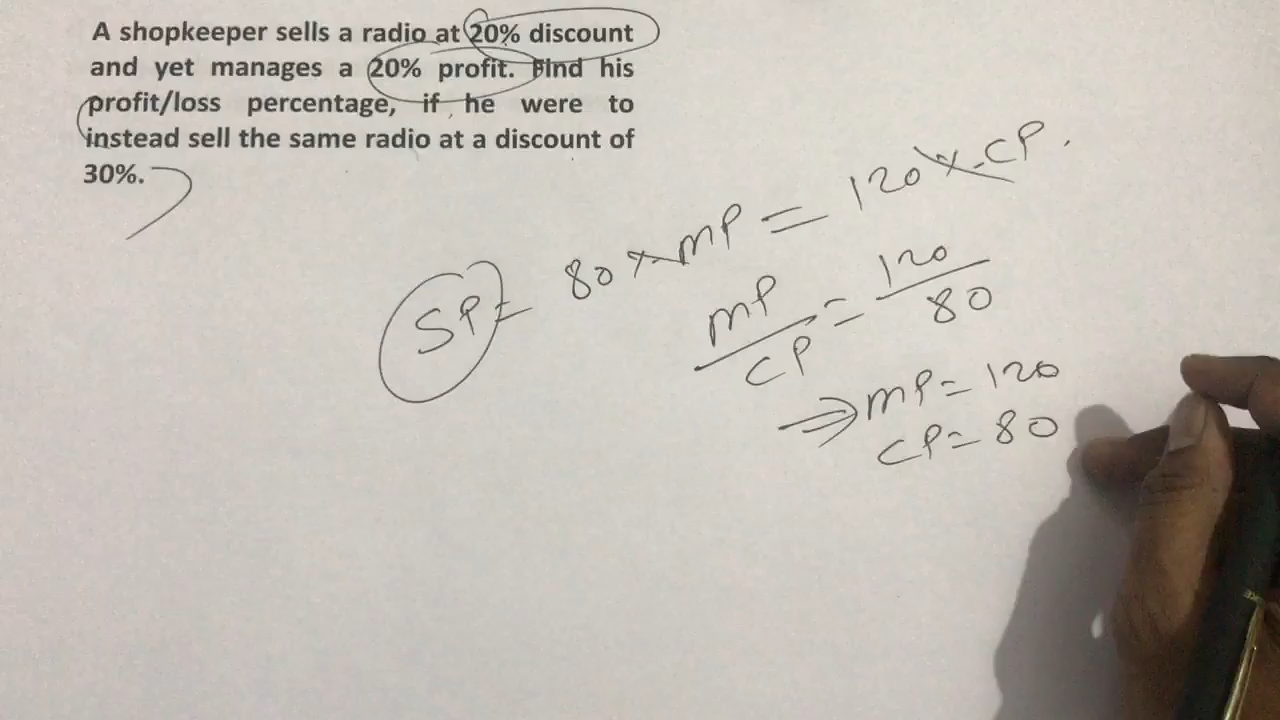 A shopkeeper sells a radio at 20% discount
and yet manages a 20% profit. Find his
profit/loss percentage, if he were to
instead sell the same radio at a discount of
30%.
SP = 80 × MP = 120 × CP.
MP/CP = 120/80
⇒ MP = 120
CP = 80